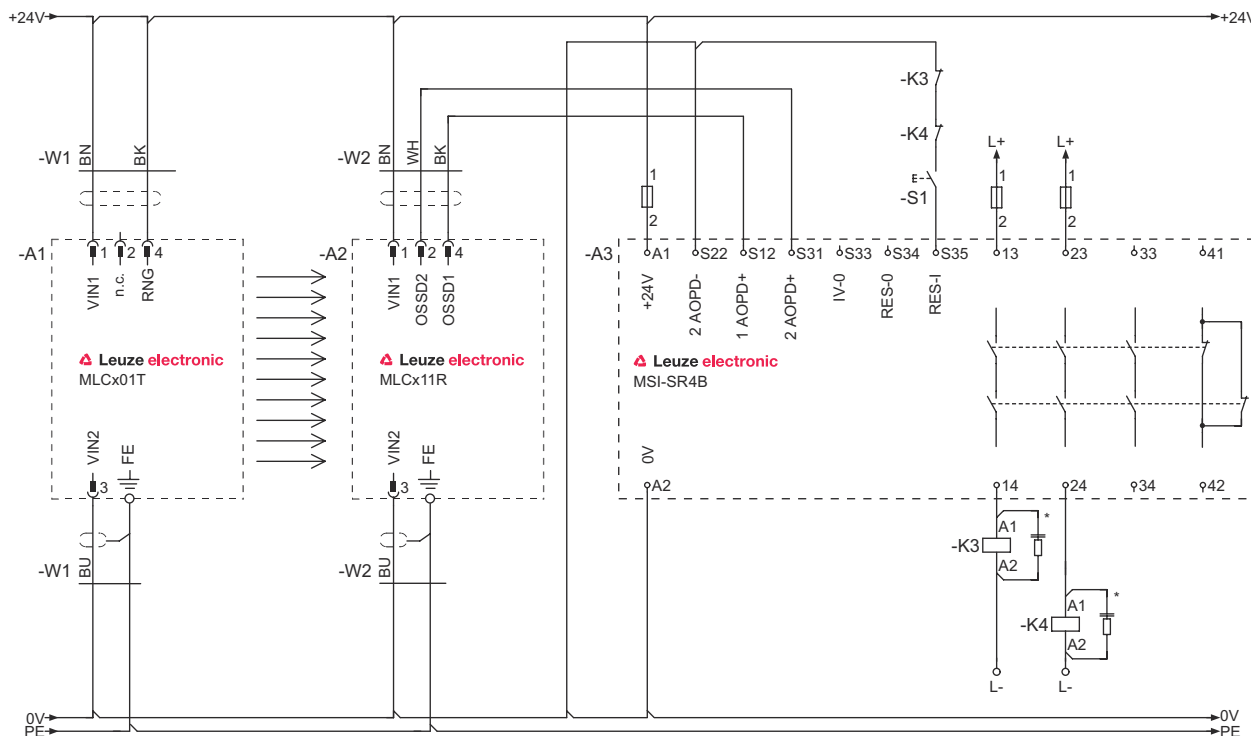 +24V
+24V
-K3
-K4
-S1
E
L+
L+
-W1
BN
BK
-W2
BN
WH
BK
1
2
1
2
1
2
-A1
1
2
4
VIN1
n.c.
RNG
-A2
1
2
4
VIN1
OSSD2
OSSD1
-A3
A1
S22
S12
S31
S33
S34
S35
13
23
33
41
+24V
2 AOPD-
1 AOPD+
2 AOPD+
IV-0
RES-0
RES-I
Leuze electronic
MLCx01T
Leuze electronic
MLCx11R
Leuze electronic
MSI-SR4B
VIN2
FE
3
VIN2
FE
3
0V
A2
14
24
34
42
-W1
BU
-W2
BU
-K3
A1
A2
*
-K4
A1
A2
*
L-
L-
0V
0V
PE
PE